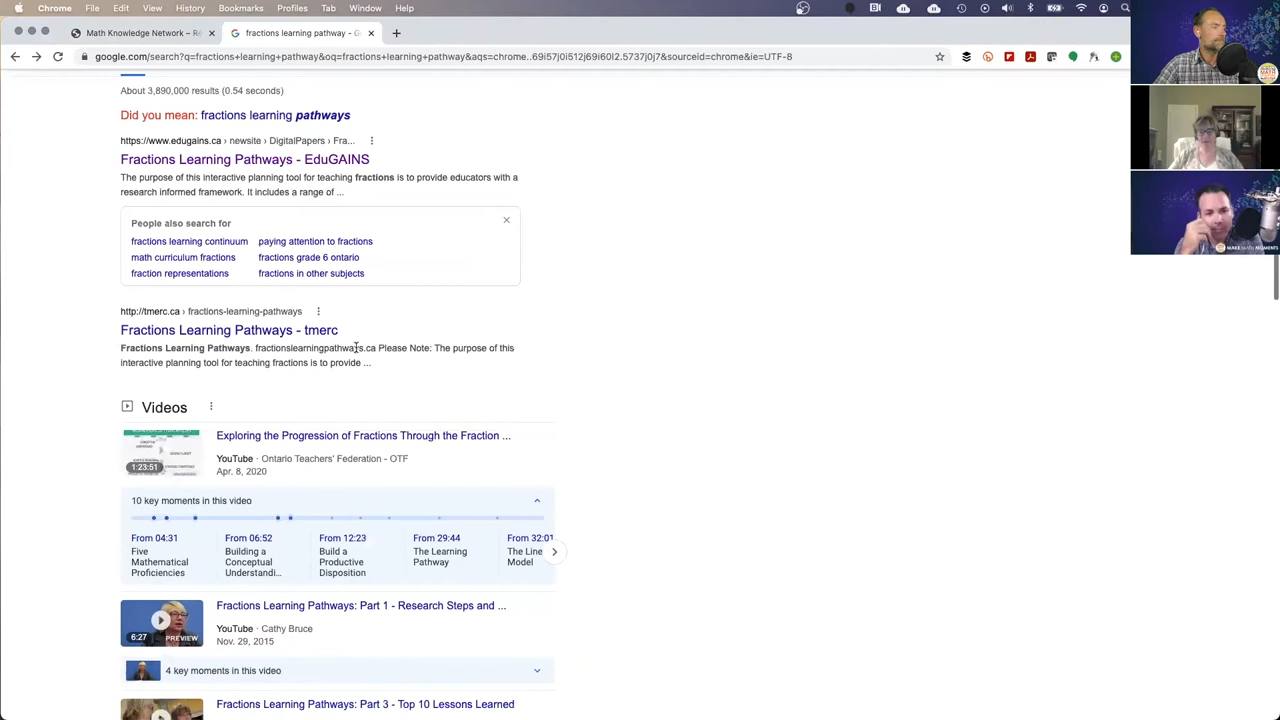 Chrome File Edit View History Bookmarks Profiles Tab Window Help
Math Knowledge Network – R
fractions learning pathway - G
google.com/search?q=fractions+learning+pathway&oq=fractions+learning+pathway&aqs=chrome..69i57j0i512j69i60l2.5737j0j7&sourceid=chrome&ie=UTF-8
About 3,890,000 results (0.54 seconds)
Did you mean: fractions learning pathways
https://www.edugains.ca › newsite › DigitalPapers › Fra...
Fractions Learning Pathways - EduGAINS
The purpose of this interactive planning tool for teaching fractions is to provide educators with a
research informed framework. It includes a range of ...
People also search for
fractions learning continuum paying attention to fractions
math curriculum fractions fractions grade 6 ontario
fraction representations fractions in other subjects
http://tmerc.ca › fractions-learning-pathways
Fractions Learning Pathways - tmerc
Fractions Learning Pathways. fractionslearningpathways.ca Please Note: The purpose of this
interactive planning tool for teaching fractions is to provide ...
Videos
Exploring the Progression of Fractions Through the Fraction ...
YouTube · Ontario Teachers' Federation - OTF
Apr. 8, 2020
1:23:51
10 key moments in this video
From 04:31 From 06:52 From 12:23 From 29:44 From 32:01
Five Building a Build a The Learning The Line
Mathematical Conceptual Productive Pathway Model
Proficiencies Understandi... Disposition
Fractions Learning Pathways: Part 1 - Research Steps and ...
YouTube · Cathy Bruce
Nov. 29, 2015
6:27 PREVIEW
4 key moments in this video
Fractions Learning Pathways: Part 3 - Top 10 Lessons Learned
MAKE MATH MOMENTS